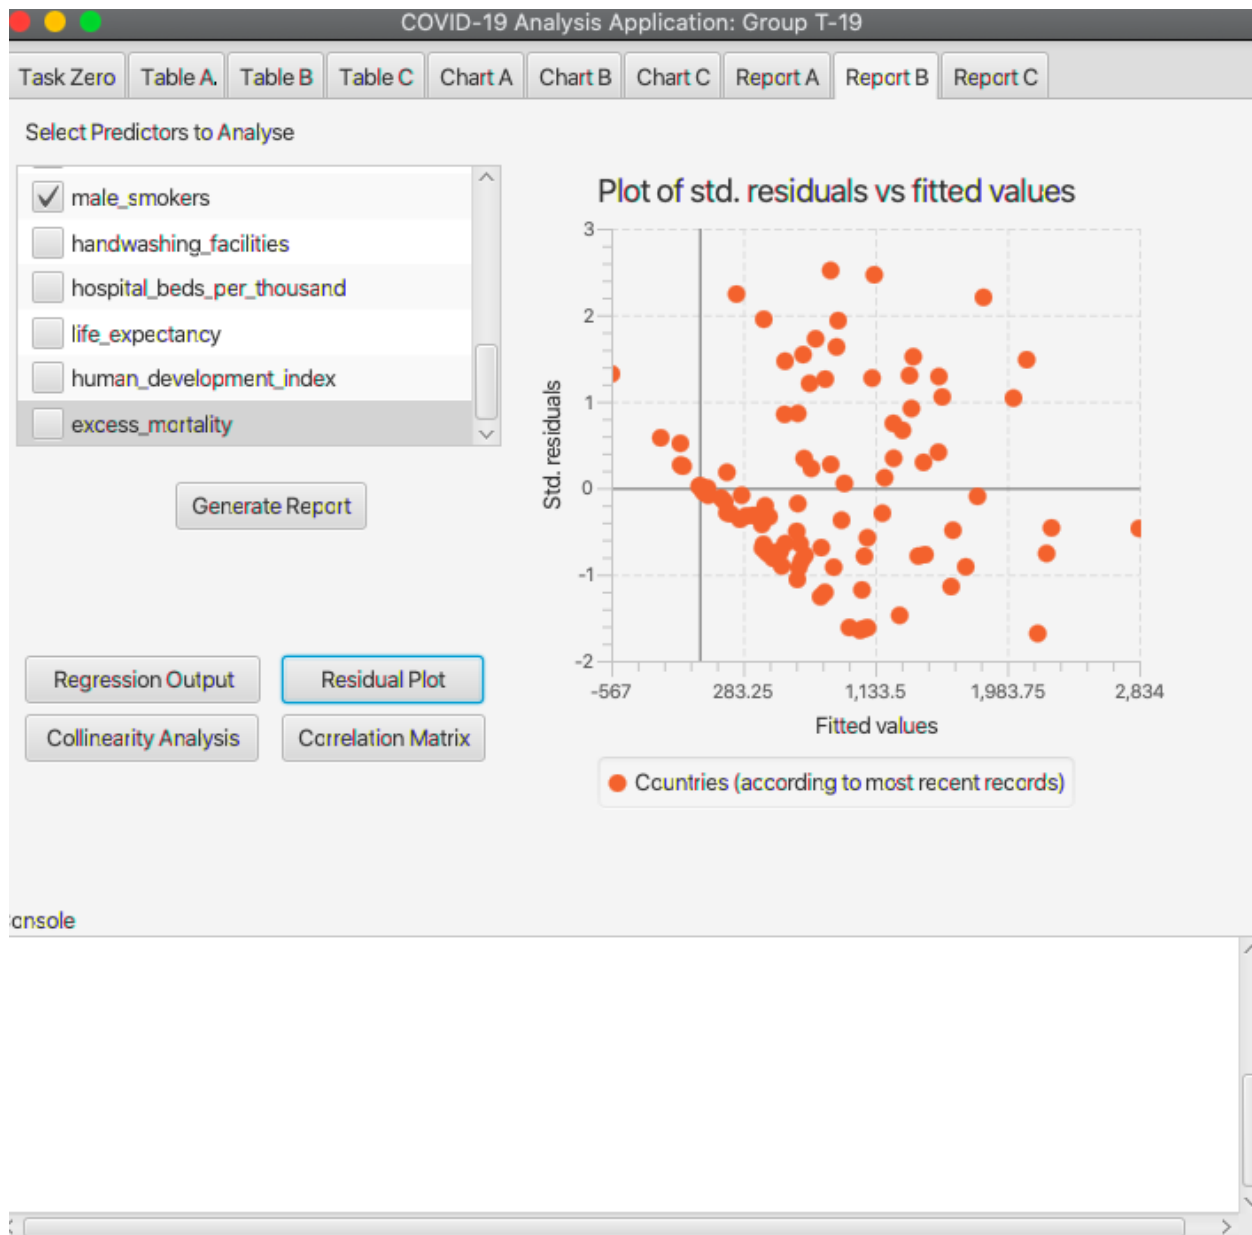 COVID-19 Analysis Application: Group T-19
Task Zero Table A. Table B Table C Chart A Chart B Chart C Report A Report B Report C
Select Predictors to Analyse
male_smokers
handwashing_facilities
hospital_beds_per_thousand
life_expectancy
human_development_index
excess_mortality
Generate Report
Regression Output Residual Plot
Collinearity Analysis Correlation Matrix
Plot of std. residuals vs fitted values
3
2
1
0
-1
-2
Std. residuals
-567 283.25 1,133.5 1,983.75 2,834
Fitted values
Countries (according to most recent records)
Console